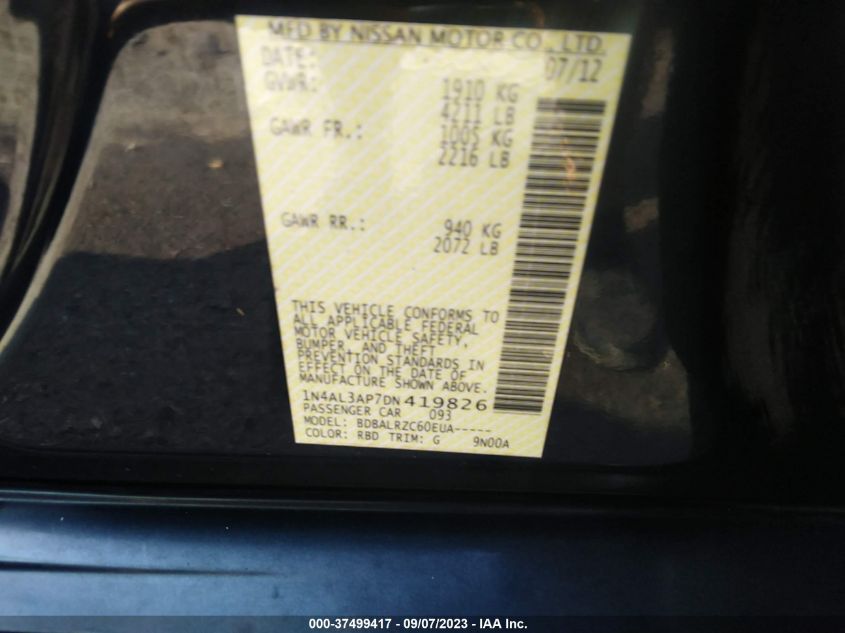 MFD BY NISSAN MOTOR CO., LTD.
DATE: 07/12
GVWR: 1910 KG
4211 LB
GAWR FR.: 1005 KG
2216 LB
GAWR RR.: 940 KG
2072 LB
THIS VEHICLE CONFORMS TO
ALL APPLICABLE FEDERAL
MOTOR VEHICLE SAFETY,
BUMPER, AND THEFT
PREVENTION STANDARDS IN
EFFECT ON THE DATE OF
MANUFACTURE SHOWN ABOVE.
1N4AL3AP7DN 419826
PASSENGER CAR 093
MODEL: BDBALRZC60EUA-----
COLOR: RBD TRIM: G 9N00A
000-37499417 - 09/07/2023 - IAA Inc.